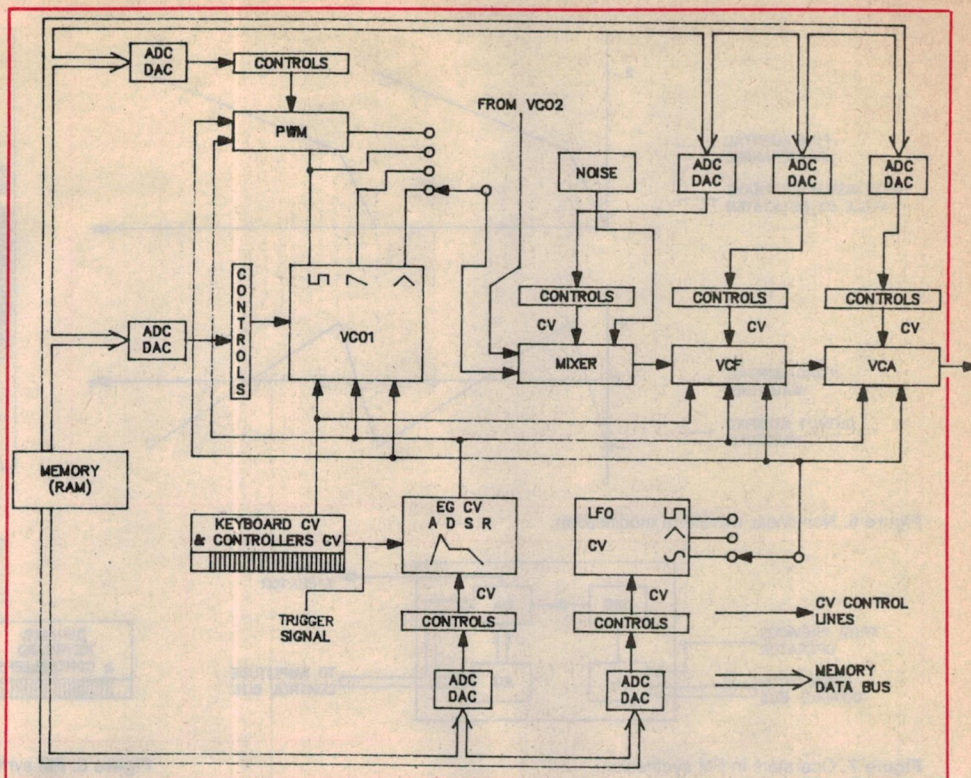 ADC
DAC
CONTROLS
PWM
FROM VCO2
NOISE
ADC
DAC
ADC
DAC
ADC
DAC
CONTROLS
ADC
DAC
VCO1
CONTROLS
CV
CONTROLS
CV
CONTROLS
CV
MIXER
VCF
VCA
MEMORY
(RAM)
KEYBOARD CV
& CONTROLLERS CV
EG CV
A D S R
LFO
CV
TRIGGER
SIGNAL
CV
CONTROLS
CV
CONTROLS
CV CONTROL
LINES
ADC
DAC
ADC
DAC
MEMORY
DATA BUS